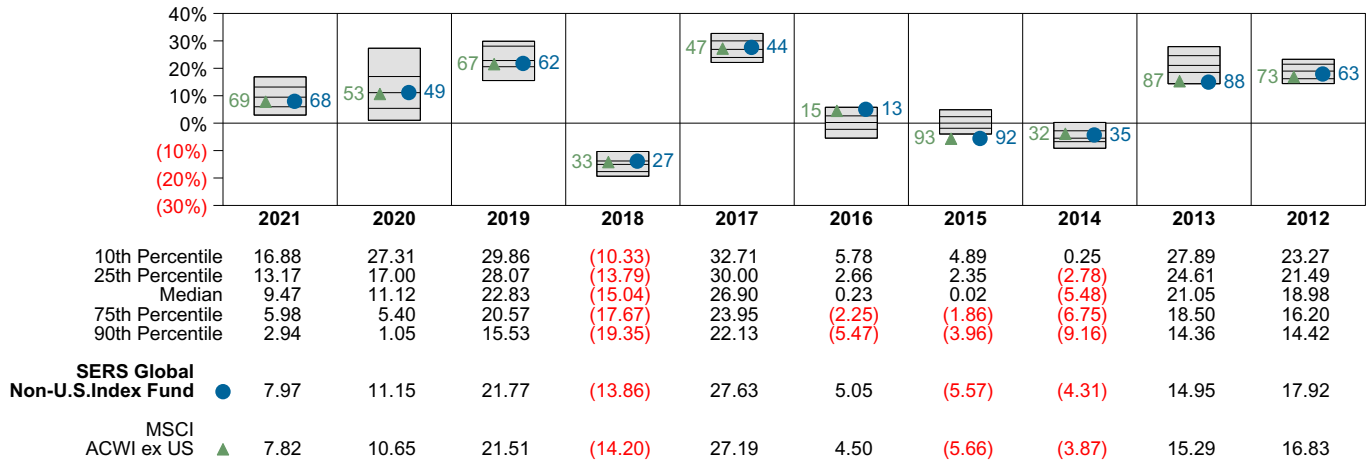 40%
30%
20%
10%
0%
(10%)
(20%)
(30%)
69 68
53 49
67 62
33 27
47 44
15 13
93 92
32 35
87 88
73 63
2021 2020 2019 2018 2017 2016 2015 2014 2013 2012
10th Percentile 16.88 27.31 29.86 (10.33) 32.71 5.78 4.89 0.25 27.89 23.27
25th Percentile 13.17 17.00 28.07 (13.79) 30.00 2.66 2.35 (2.78) 24.61 21.49
Median 9.47 11.12 22.83 (15.04) 26.90 0.23 0.02 (5.48) 21.05 18.98
75th Percentile 5.98 5.40 20.57 (17.67) 23.95 (2.25) (1.86) (6.75) 18.50 16.20
90th Percentile 2.94 1.05 15.53 (19.35) 22.13 (5.47) (3.96) (9.16) 14.36 14.42
SERS Global
Non-U.S.Index Fund 7.97 11.15 21.77 (13.86) 27.63 5.05 (5.57) (4.31) 14.95 17.92
MSCI
ACWI ex US 7.82 10.65 21.51 (14.20) 27.19 4.50 (5.66) (3.87) 15.29 16.83